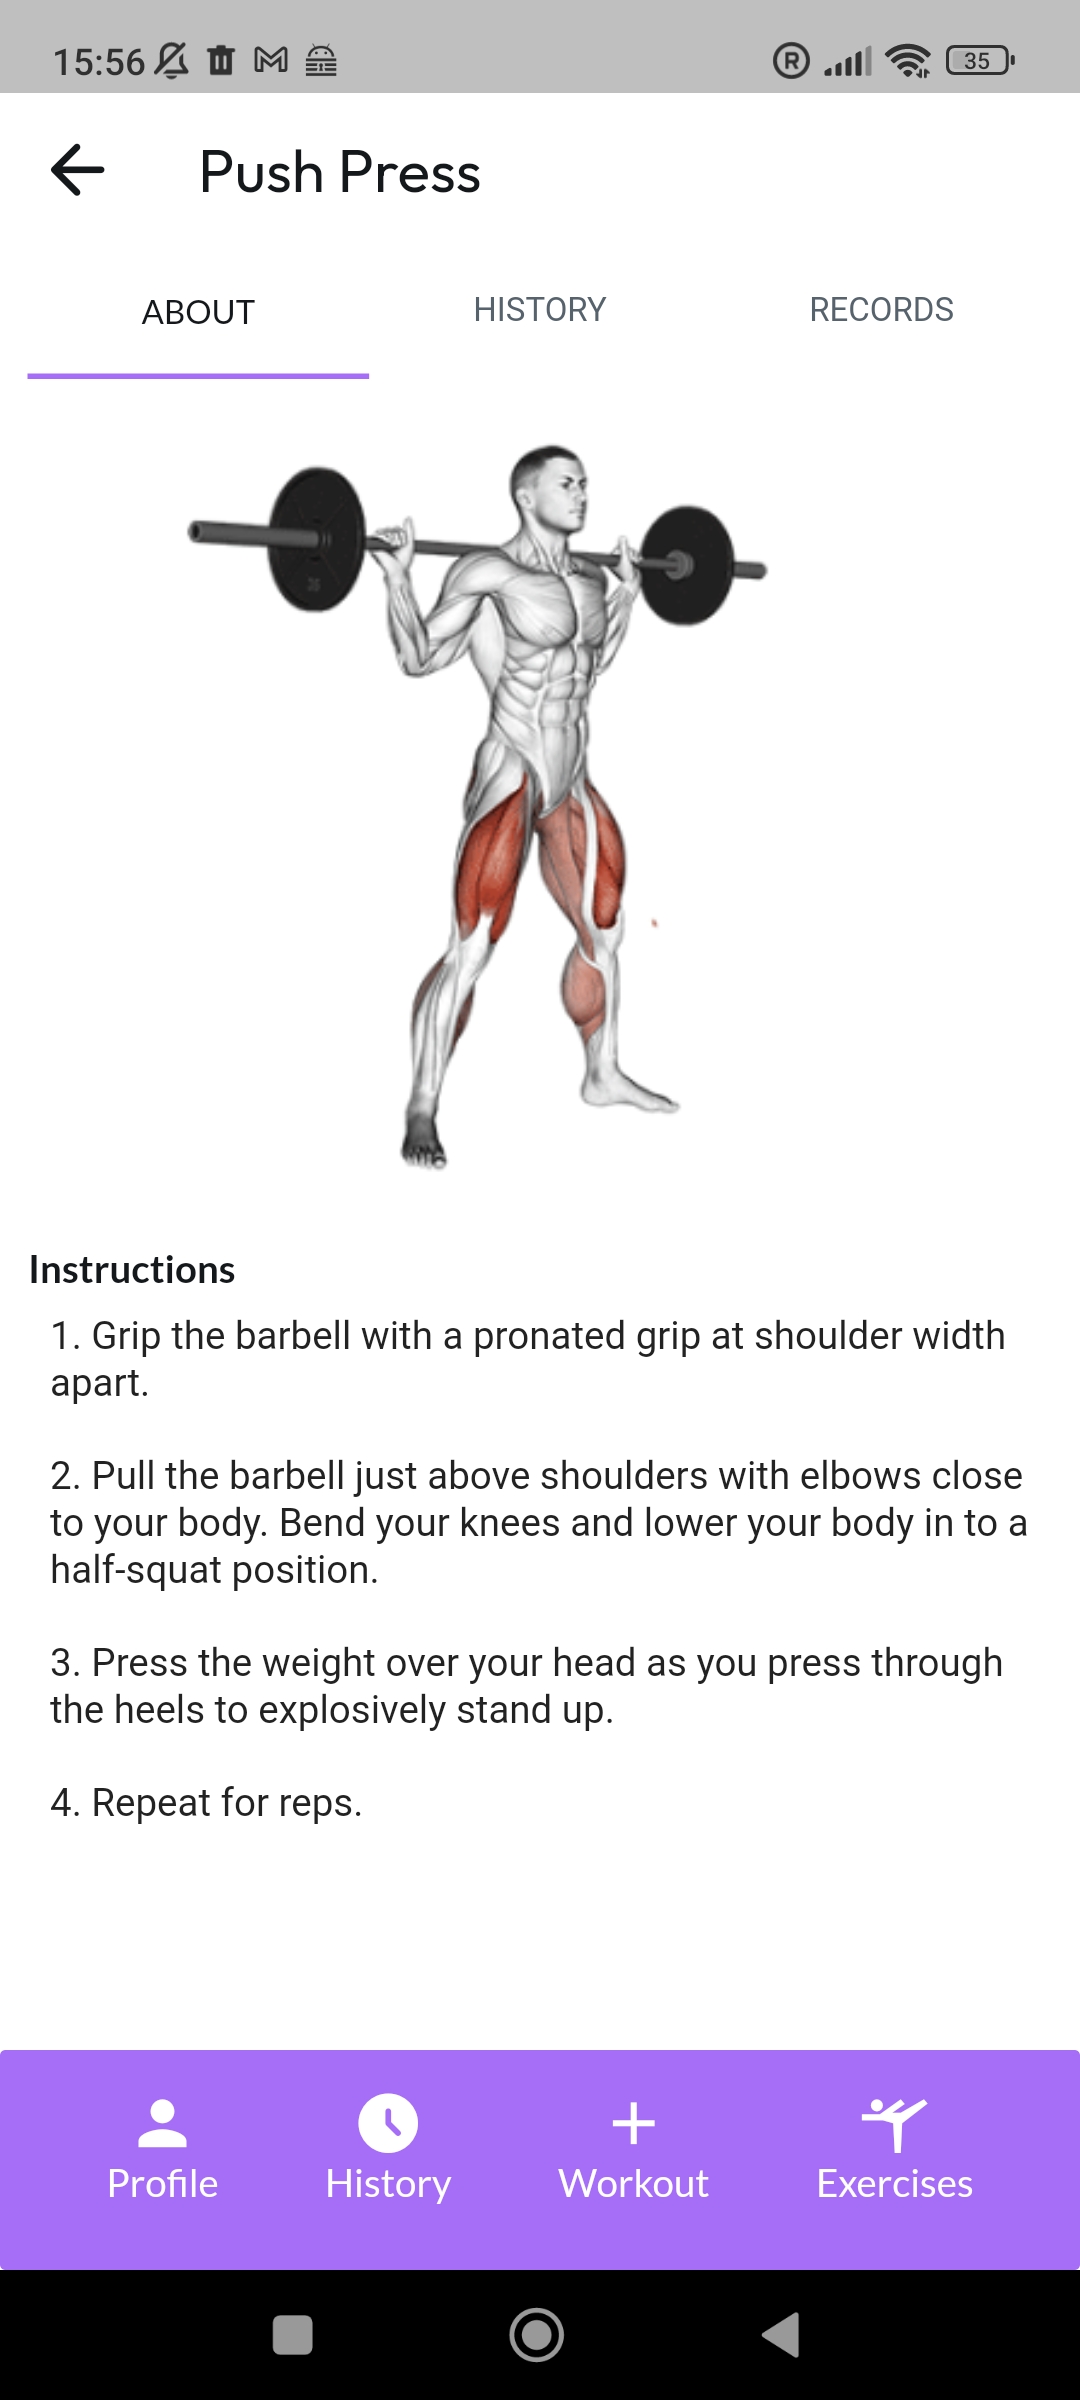 15:56
R
35
Push Press
ABOUT
HISTORY
RECORDS
Instructions
1. Grip the barbell with a pronated grip at shoulder width
apart.
2. Pull the barbell just above shoulders with elbows close
to your body. Bend your knees and lower your body in to a
half-squat position.
3. Press the weight over your head as you press through
the heels to explosively stand up.
4. Repeat for reps.
Profile
History
Workout
Exercises